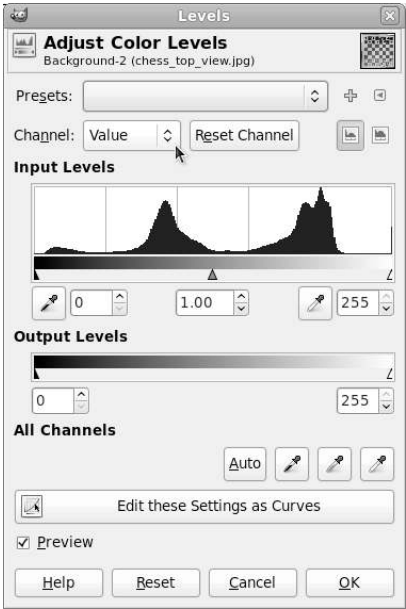 Levels
Adjust Color Levels
Background-2 (chess_top_view.jpg)
Presets:
Channel: Value Reset Channel
Input Levels
0 1.00 255
Output Levels
0 255
All Channels
Auto
Edit these Settings as Curves
Preview
Help Reset Cancel OK